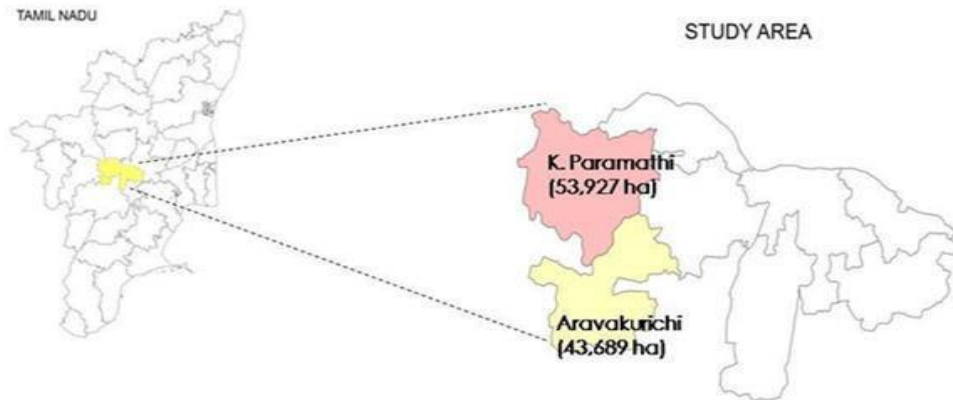 TAMIL NADU
STUDY AREA
K. Paramathi
(53,927 ha)
Aravakurichi
(43,689 ha)